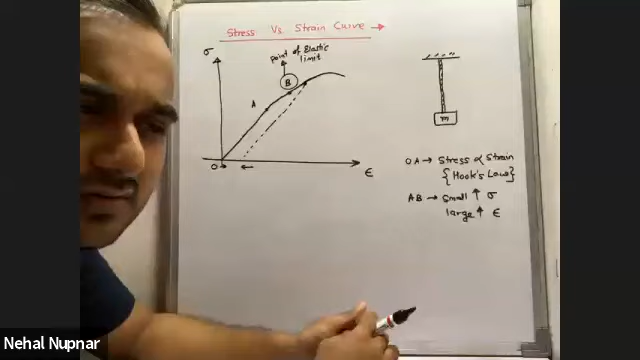 Stress Vs Strain Curve →
σ
point of Elastic
limit
B
A
O
ε
m
OA → Stress ∝ Strain
{Hook's Law}
AB → Small ↑ σ
large ↑ ε
Nehal Nupnar